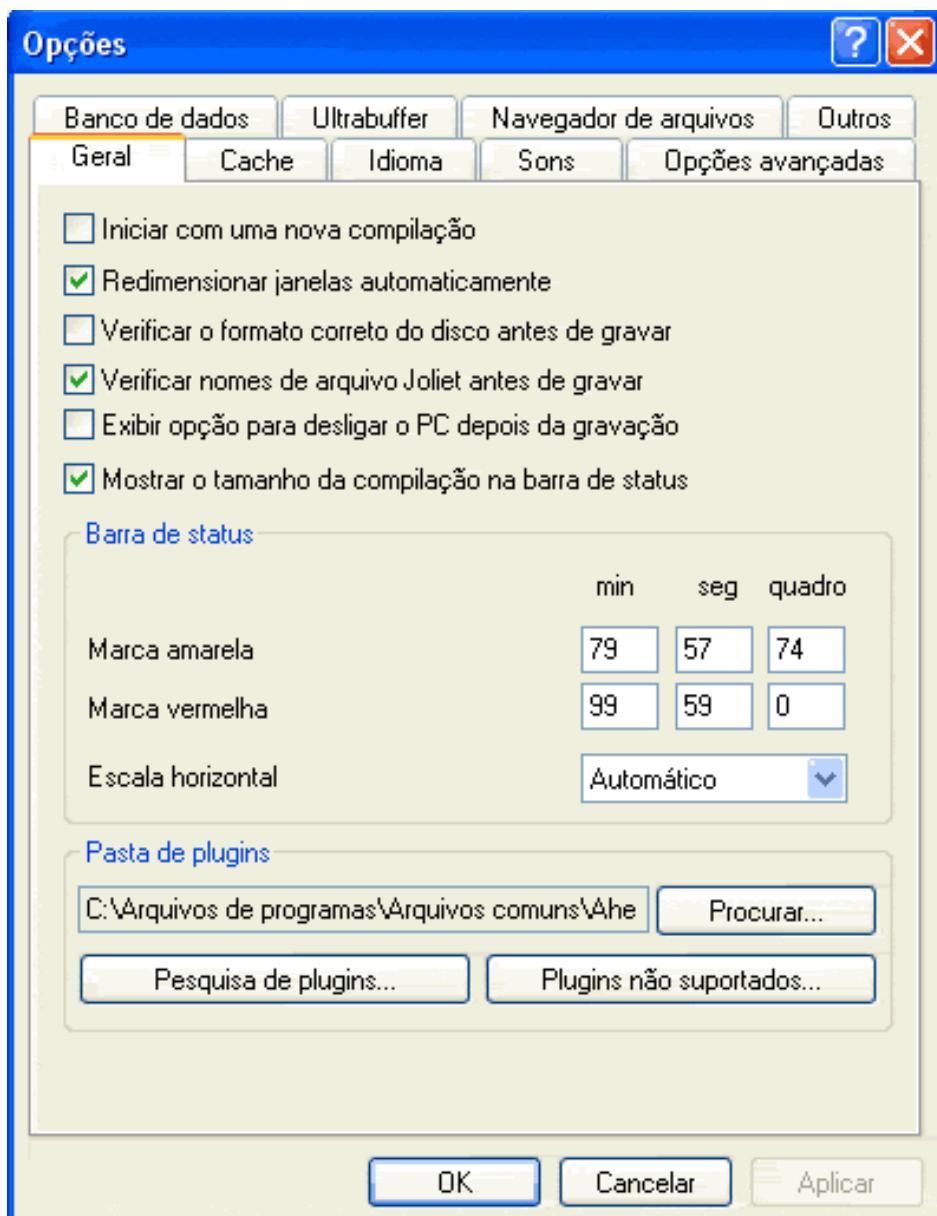 Opções
Banco de dados Ultrabuffer Navegador de arquivos Outros
Geral Cache Idioma Sons Opções avançadas
Iniciar com uma nova compilação
Redimensionar janelas automaticamente
Verificar o formato correto do disco antes de gravar
Verificar nomes de arquivo Joliet antes de gravar
Exibir opção para desligar o PC depois da gravação
Mostrar o tamanho da compilação na barra de status
Barra de status
min seg quadro
Marca amarela 79 57 74
Marca vermelha 99 59 0
Escala horizontal Automático
Pasta de plugins
C:\Arquivos de programas\Arquivos comuns\Ahe Procurar...
Pesquisa de plugins... Plugins não suportados...
OK Cancelar Aplicar